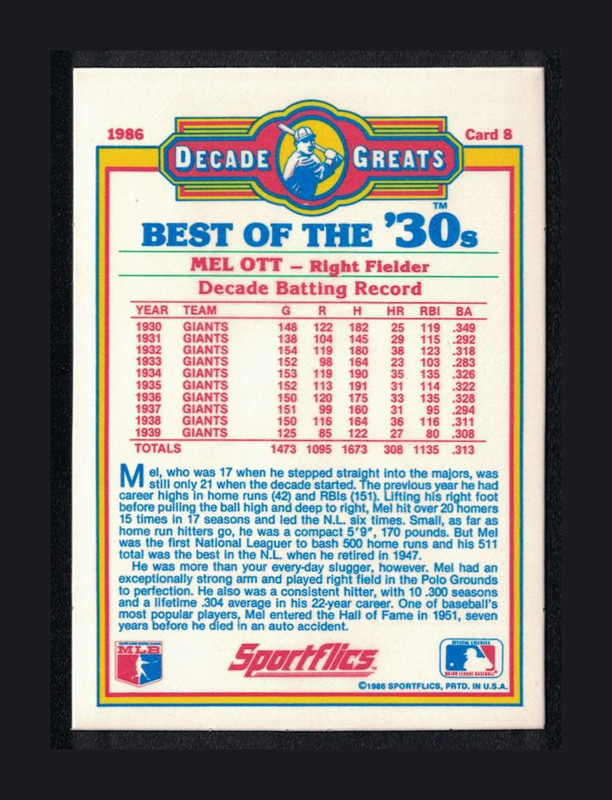 1986
Card 8
DECADE GREATS
TM
BEST OF THE '30s
MEL OTT – Right Fielder
Decade Batting Record
YEAR TEAM G R H HR RBI BA
1930 GIANTS 148 122 182 25 119 .349
1931 GIANTS 138 104 145 29 115 .292
1932 GIANTS 154 119 180 38 123 .318
1933 GIANTS 152 98 164 23 103 .283
1934 GIANTS 153 119 190 35 135 .326
1935 GIANTS 152 113 191 31 114 .322
1936 GIANTS 150 120 175 33 135 .328
1937 GIANTS 151 99 160 31 95 .294
1938 GIANTS 150 116 164 36 116 .311
1939 GIANTS 125 85 122 27 80 .308
TOTALS 1473 1095 1673 308 1135 .313
Mel, who was 17 when he stepped straight into the majors, was
still only 21 when the decade started. The previous year he had
career highs in home runs (42) and RBIs (151). Lifting his right foot
before pulling the ball high and deep to right, Mel hit over 20 homers
15 times in 17 seasons and led the N.L. six times. Small, as far as
home run hitters go, he was a compact 5'9", 170 pounds. But Mel
was the first National Leaguer to bash 500 home runs and his 511
total was the best in the N.L. when he retired in 1947.
He was more than your every-day slugger, however. Mel had an
exceptionally strong arm and played right field in the Polo Grounds
to perfection. He also was a consistent hitter, with 10 .300 seasons
and a lifetime .304 average in his 22-year career. One of baseball's
most popular players, Mel entered the Hall of Fame in 1951, seven
years before he died in an auto accident.
MLB
Sportflics
OFFICIAL LICENSEE
MAJOR LEAGUE BASEBALL
©1986 SPORTFLICS, PRTD. IN U.S.A.